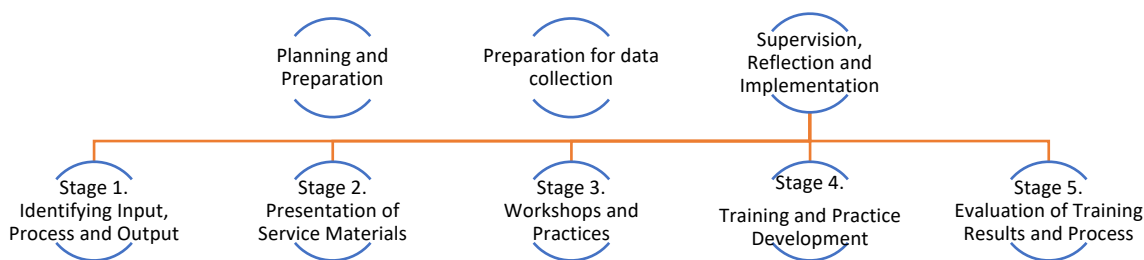 Planning and
Preparation
Preparation for data
collection
Supervision,
Reflection and
Implementation
Stage 1.
Identifying Input,
Process and Output
Stage 2.
Presentation of
Service Materials
Stage 3.
Workshops and
Practices
Stage 4.
Training and Practice
Development
Stage 5.
Evaluation of Training
Results and Process